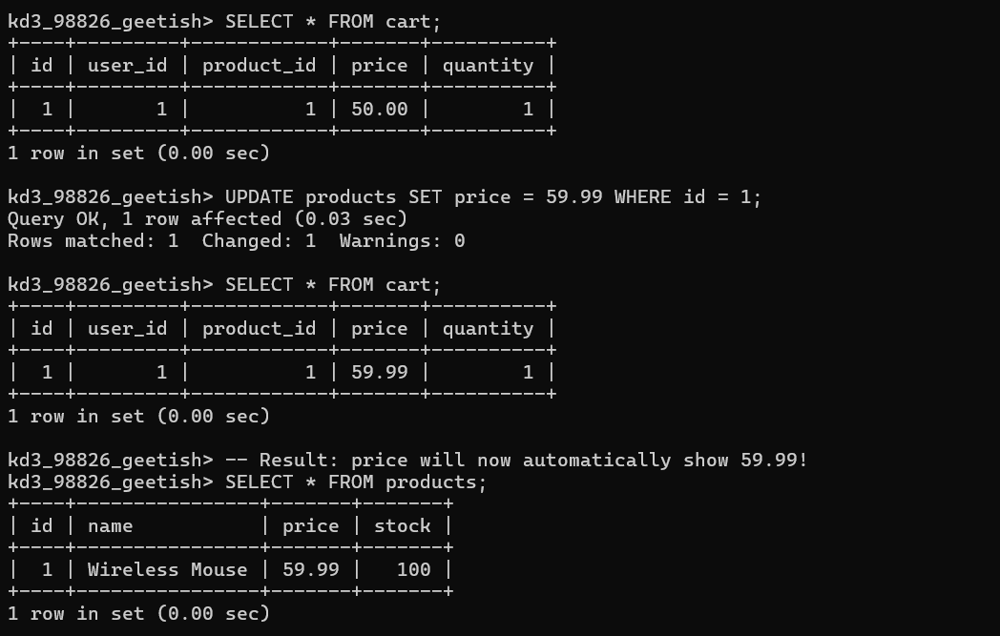 kd3_98826_geetish> SELECT * FROM cart;
+----+---------+------------+-------+----------+
| id | user_id | product_id | price | quantity |
+----+---------+------------+-------+----------+
|  1 |       1 |          1 | 50.00 |        1 |
+----+---------+------------+-------+----------+
1 row in set (0.00 sec)

kd3_98826_geetish> UPDATE products SET price = 59.99 WHERE id = 1;
Query OK, 1 row affected (0.03 sec)
Rows matched: 1  Changed: 1  Warnings: 0

kd3_98826_geetish> SELECT * FROM cart;
+----+---------+------------+-------+----------+
| id | user_id | product_id | price | quantity |
+----+---------+------------+-------+----------+
|  1 |       1 |          1 | 59.99 |        1 |
+----+---------+------------+-------+----------+
1 row in set (0.00 sec)

kd3_98826_geetish> -- Result: price will now automatically show 59.99!
kd3_98826_geetish> SELECT * FROM products;
+----+----------------+-------+-------+
| id | name           | price | stock |
+----+----------------+-------+-------+
|  1 | Wireless Mouse | 59.99 |   100 |
+----+----------------+-------+-------+
1 row in set (0.00 sec)